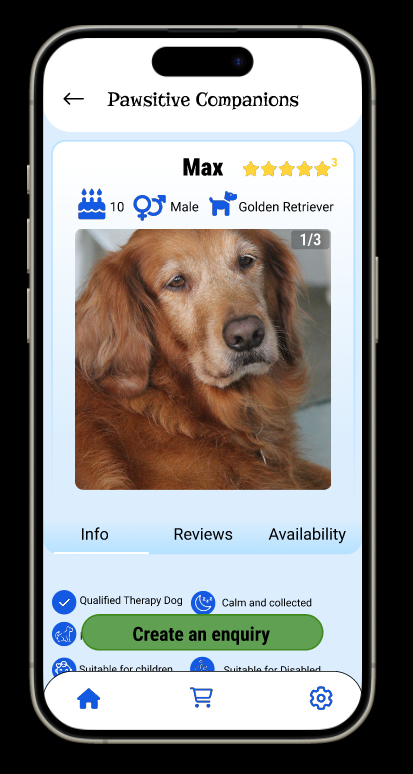 Pawsitive Companions
Max 3
10 Male Golden Retriever
1/3
Info Reviews Availability
Qualified Therapy Dog Calm and collected
Create an enquiry
Suitable for children Suitable for Disabled